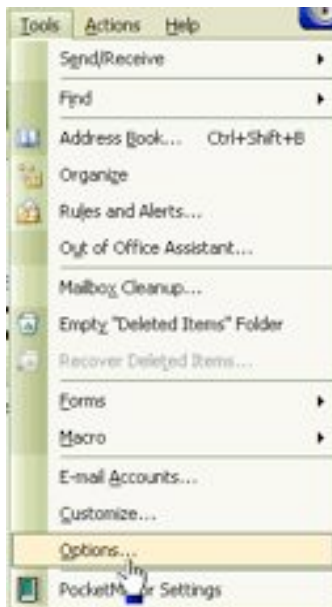 Tools Actions Help
Send/Receive
Find
Address Book... Ctrl+Shift+B
Organize
Rules and Alerts...
Out of Office Assistant...
Mailbox Cleanup...
Empty "Deleted Items" Folder
Recover Deleted Items...
Forms
Macro
E-mail Accounts...
Customize...
Options...
Settings